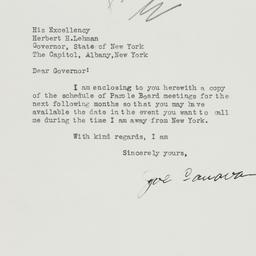 His Excellency
Herbert H.Lehman
Governor, State of New York
The Capitol, Albany,New York
Dear Governor:
I am enclosing to you herewith a copy
of the schedule of Parole Board meetings for the
next following months so that you may have
available the date in the event you want to call
me during the time I am away from New York.
With kind regards, I am
Sincerely yours,
Joe Canavan